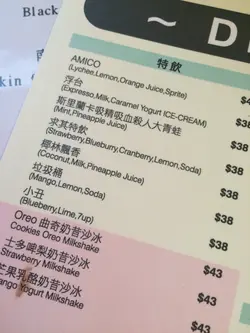 Black
~ D
特飲
AMICO
(Lychee,Lemon,Orange Juice,Sprite)
浮台
(Expresso,Milk,Caramel Yogurt ICE-CREAM)
$38
斯里蘭卡吸精吸血殺人大青蛙
(Mint,Pineapple Juice)
$38
求其特飲
(Strawberry,Bluebury,Cranberry,Lemon,Soda)
$38
椰林飄香
(Coconut,Milk,Pineapple Juice)
$38
垃圾桶
(Mango,Lemon,Soda)
$38
小丑
(Blueberry,Lime,7up)
$38
Oreo 曲奇奶昔沙冰
Cookies Oreo Milkshake
$43
士多啤梨奶昔沙冰
Strawberry Milkshake
$43
芒果乳酪奶昔沙冰
Yogurt Milkshake
$43